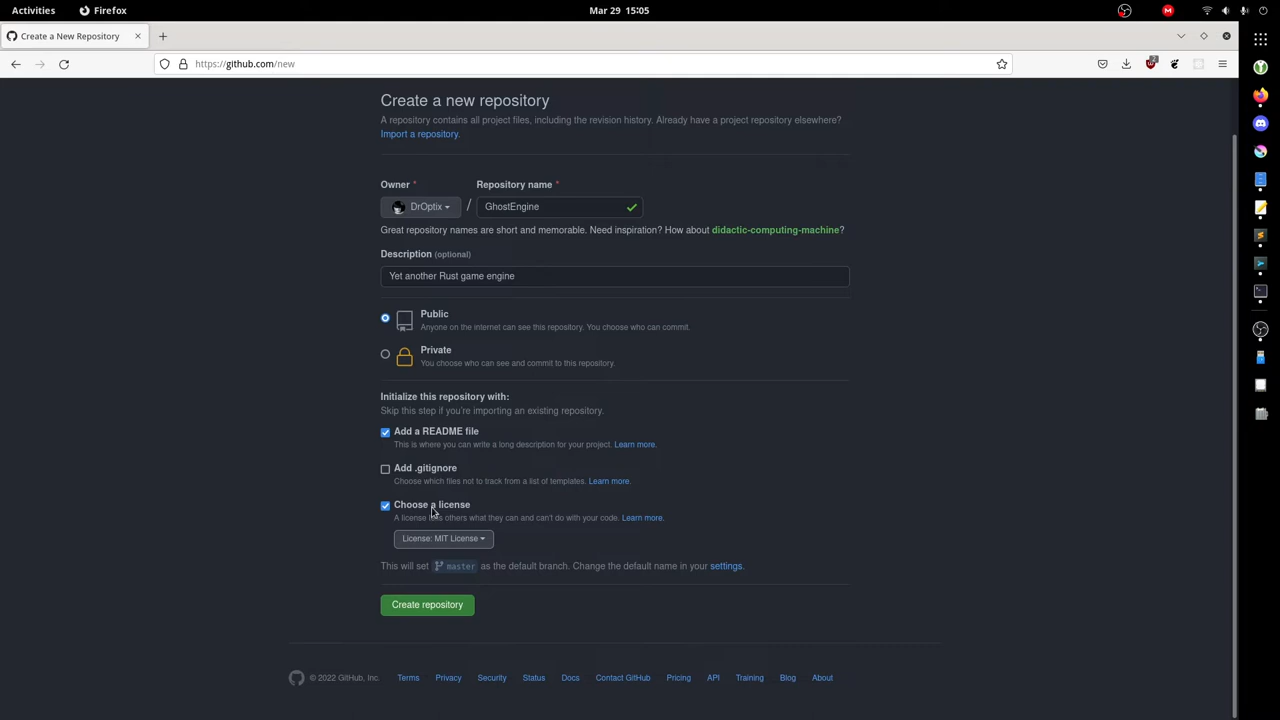 Activities
Firefox
Mar 29 15:05
Create a New Repository
https://github.com/new
Create a new repository
A repository contains all project files, including the revision history. Already have a project repository elsewhere?
Import a repository.
Owner *
Repository name *
DrOptix
/
GhostEngine
Great repository names are short and memorable. Need inspiration? How about didactic-computing-machine?
Description (optional)
Yet another Rust game engine
Public
Anyone on the internet can see this repository. You choose who can commit.
Private
You choose who can see and commit to this repository.
Initialize this repository with:
Skip this step if you're importing an existing repository.
Add a README file
This is where you can write a long description for your project. Learn more.
Add .gitignore
Choose which files not to track from a list of templates. Learn more.
Choose a license
A license others what they can and can't do with your code. Learn more.
License: MIT License
This will set master as the default branch. Change the default name in your settings.
Create repository
© 2022 GitHub, Inc.
Terms
Privacy
Security
Status
Docs
Contact GitHub
Pricing
API
Training
Blog
About